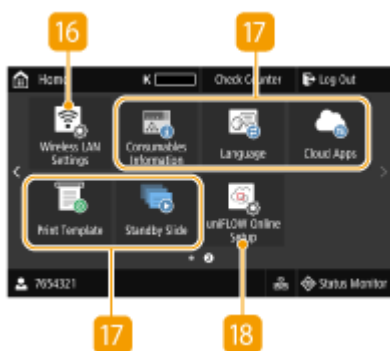 16
17
Home
K
Check Counter
Log Out
Wireless LAN
Settings
Consumables
Information
Language
Cloud Apps
Print Template
Standby Slide
uniFLOW Online
Setup
7654321
Status Monitor
17
18